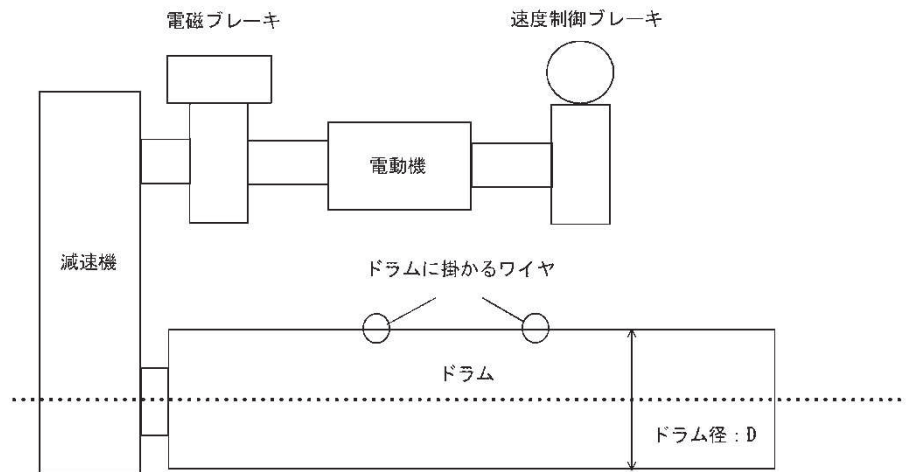 電磁ブレーキ
速度制御ブレーキ
電動機
減速機
ドラムに掛かるワイヤ
ドラム
ドラム径：D